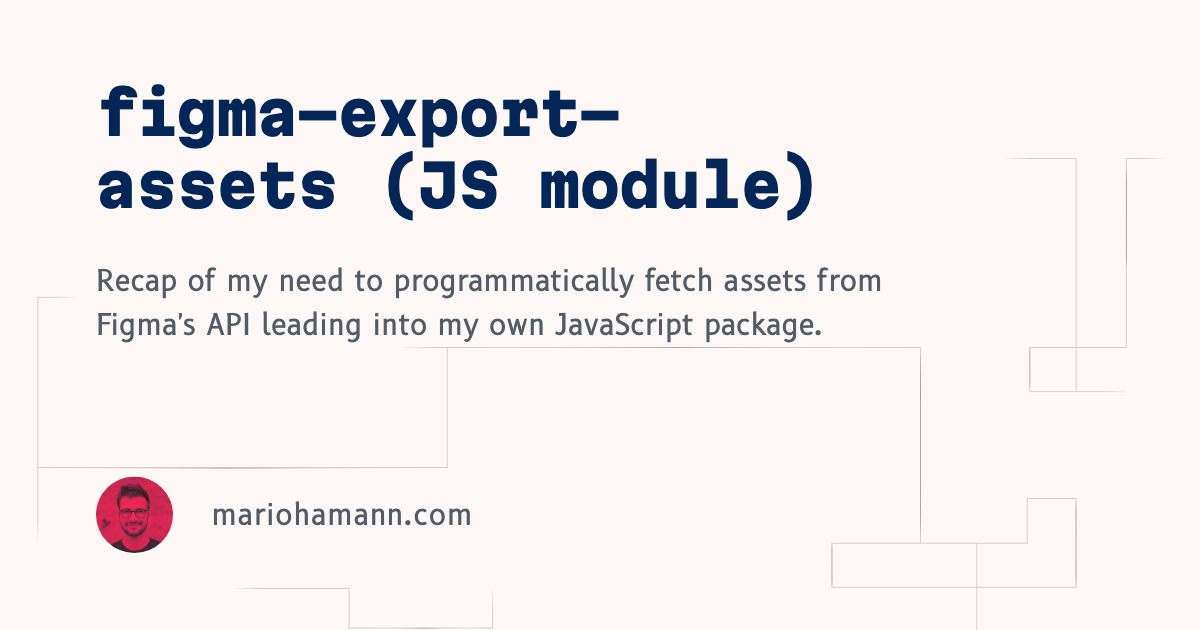 figma-export-
assets (JS module)
Recap of my need to programmatically fetch assets from
Figma's API leading into my own JavaScript package.
mariohamann.com